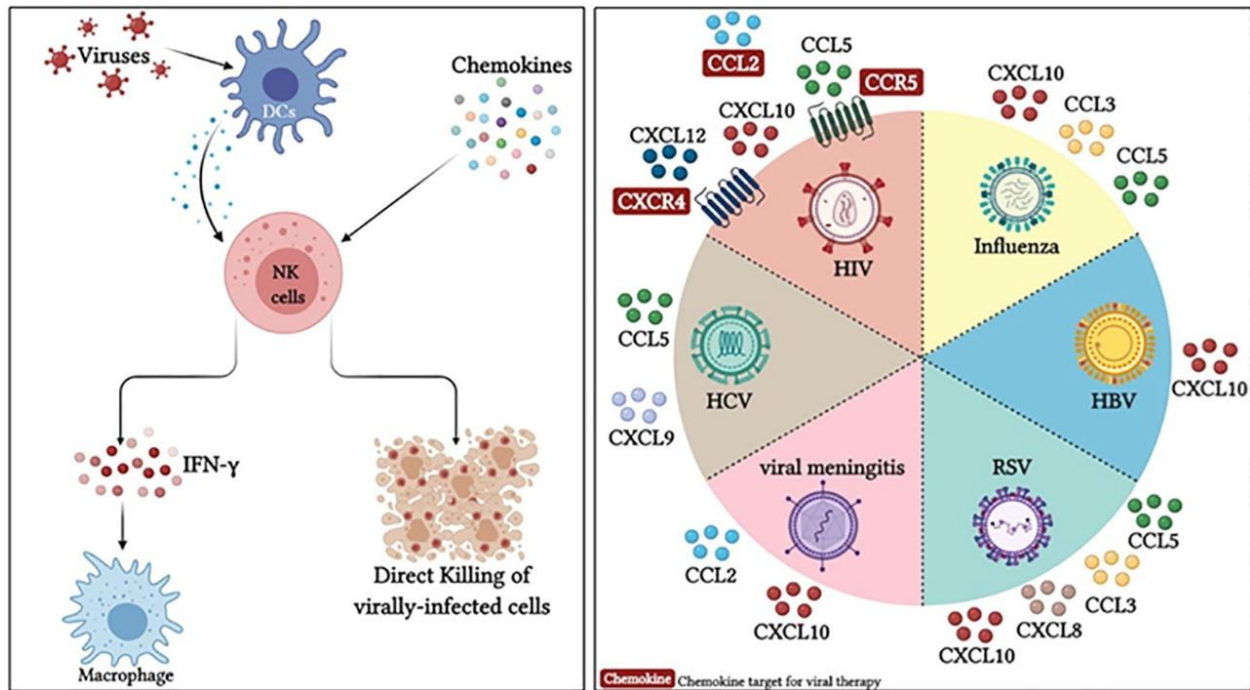 Viruses
DCs
Chemokines
NK
cells
IFN-γ
Macrophage
Direct Killing of
virally-infected cells
CCL2
CCL5
CCR5
CXCL10
CXCL12
CXCR4
HIV
CXCL10
CCL3
CCL5
Influenza
CCL5
CXCL9
HCV
HBV
CXCL10
viral meningitis
CCL2
CXCL10
RSV
CCL5
CCL3
CXCL8
CXCL10
Chemokine Chemokine target for viral therapy